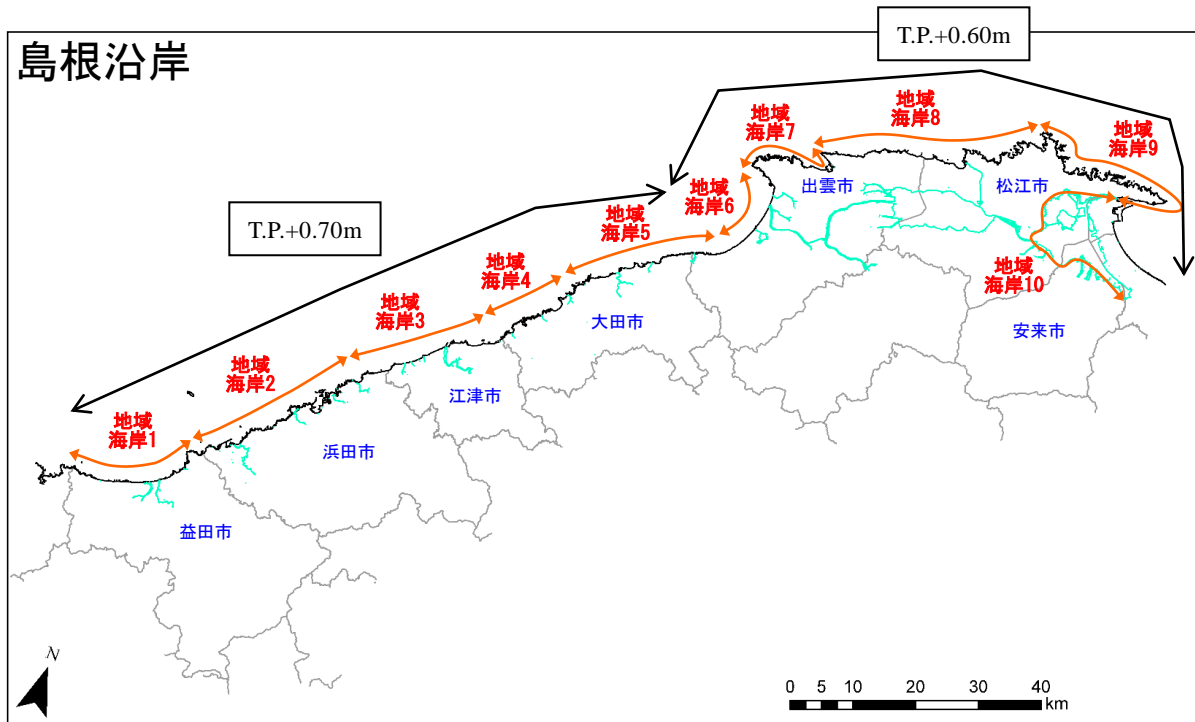 T.P.+0.60m
島根沿岸
地域
海岸8
地域
海岸7
地域
海岸9
出雲市
松江市
地域
海岸6
T.P.+0.70m
地域
海岸5
地域
海岸4
地域
海岸10
地域
海岸3
大田市
安来市
地域
海岸2
江津市
地域
海岸1
浜田市
益田市
N
0 5 10 20 30 40
km